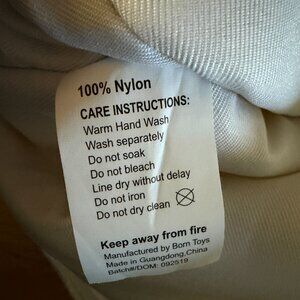 100% Nylon
CARE INSTRUCTIONS:
Warm Hand Wash
Wash separately
Do not soak
Do not bleach
Line dry without delay
Do not iron
Do not dry clean
Keep away from fire
Manufactured by Born Toys
Made in Guangdong,China
Batch#/DOM: 092519